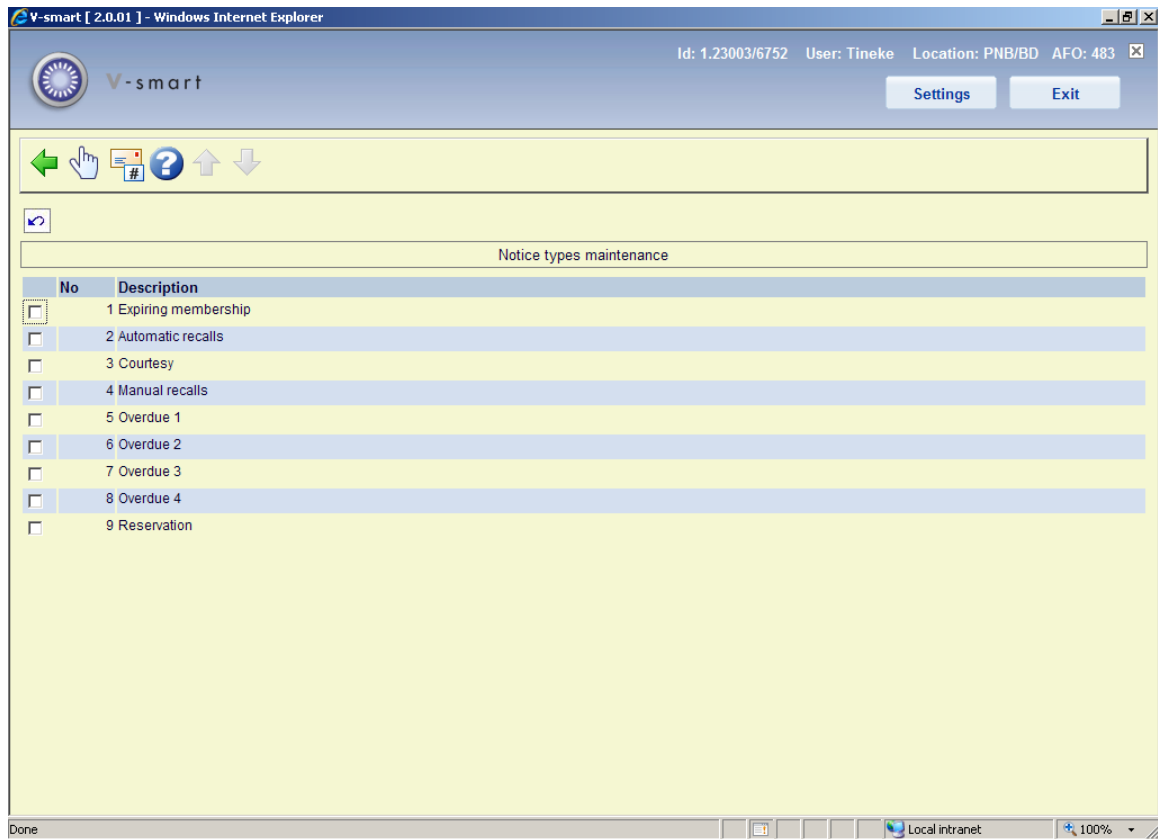 V-smart [ 2.0.01 ] - Windows Internet Explorer
Id: 1.23003/6752 User: Tineke Location: PNB/BD AFO: 483
V-smart
Settings Exit
#
?
Notice types maintenance
No Description
1 Expiring membership
2 Automatic recalls
3 Courtesy
4 Manual recalls
5 Overdue 1
6 Overdue 2
7 Overdue 3
8 Overdue 4
9 Reservation
Done Local intranet 100%